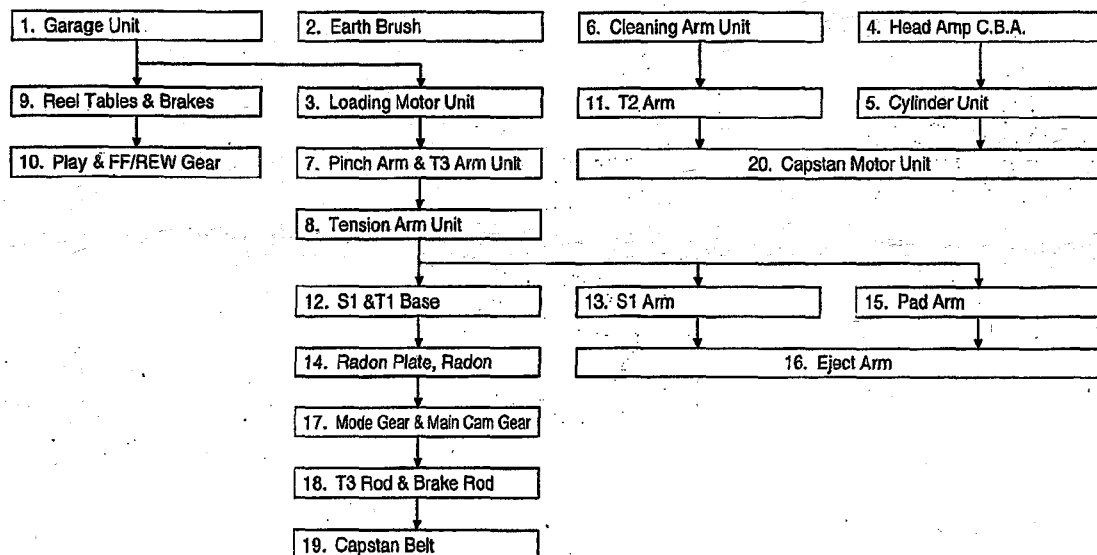 1. Garage Unit
2. Earth Brush
6. Cleaning Arm Unit
4. Head Amp C.B.A.
9. Reel Tables & Brakes
3. Loading Motor Unit
11. T2 Arm
5. Cylinder Unit
10. Play & FF/REW Gear
7. Pinch Arm & T3 Arm Unit
20. Capstan Motor Unit
8. Tension Arm Unit
12. S1 &T1 Base
13. S1 Arm
15. Pad Arm
14. Radon Plate, Radon
16. Eject Arm
17. Mode Gear & Main Cam Gear
18. T3 Rod & Brake Rod
19. Capstan Belt